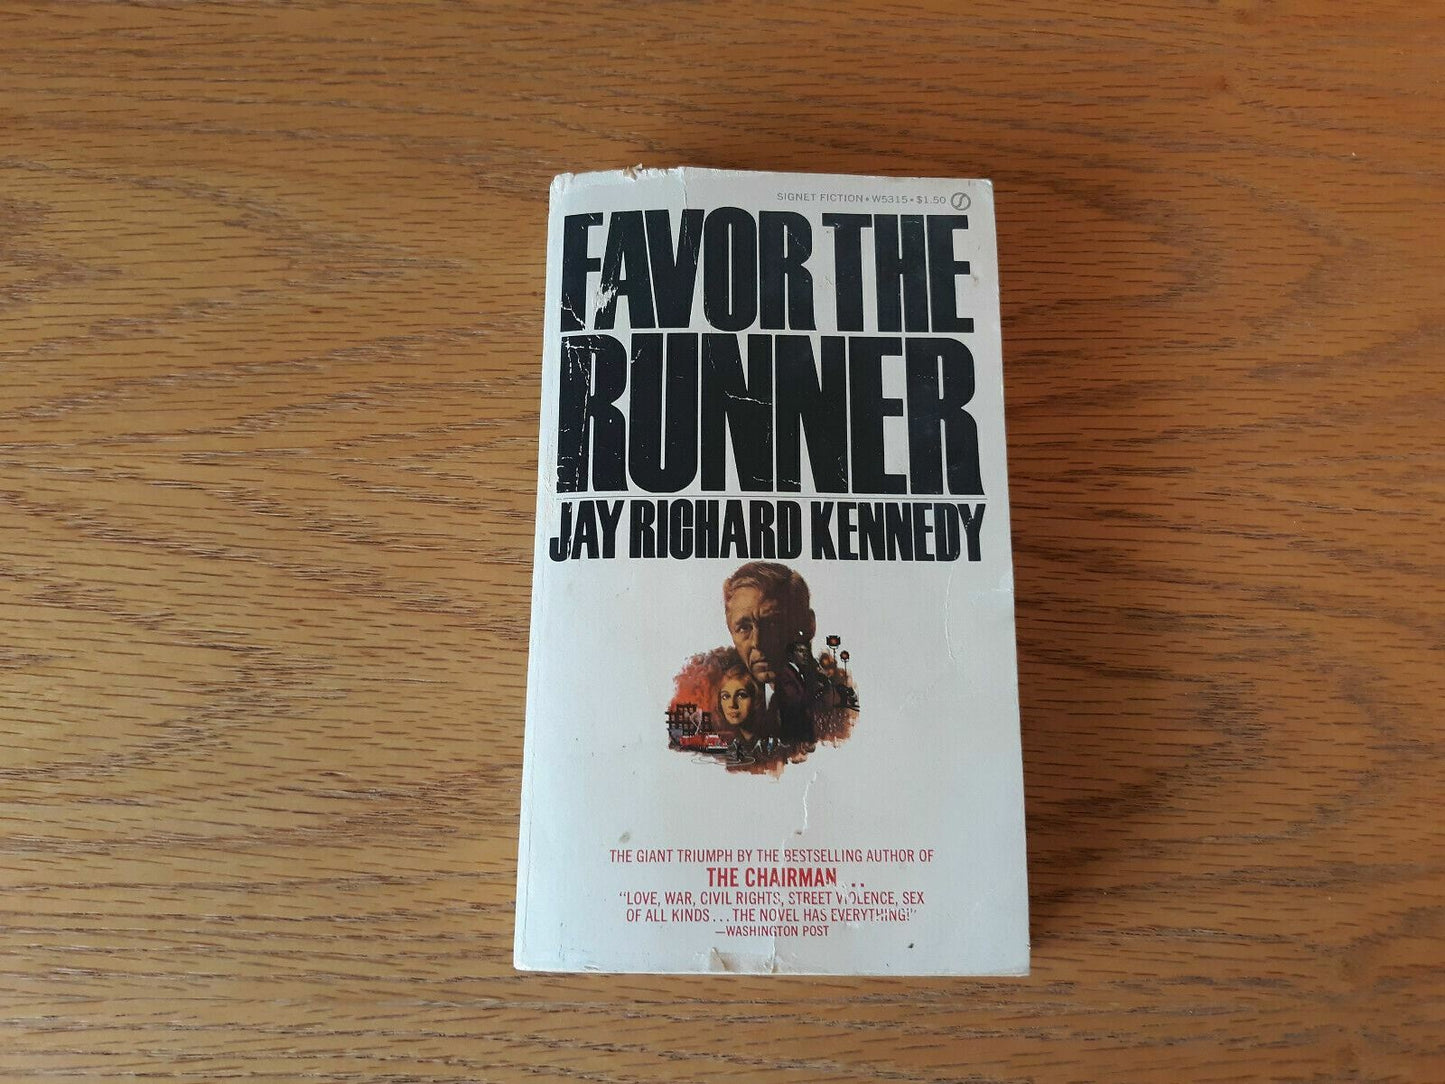 SIGNET FICTION • W5315 • $1.50
FAVOR THE
RUNNER
JAY RICHARD KENNEDY
THE GIANT TRIUMPH BY THE BESTSELLING AUTHOR OF
THE CHAIRMAN...
"LOVE, WAR, CIVIL RIGHTS, STREET VIOLENCE, SEX
OF ALL KINDS...THE NOVEL HAS EVERYTHING!"
—WASHINGTON POST